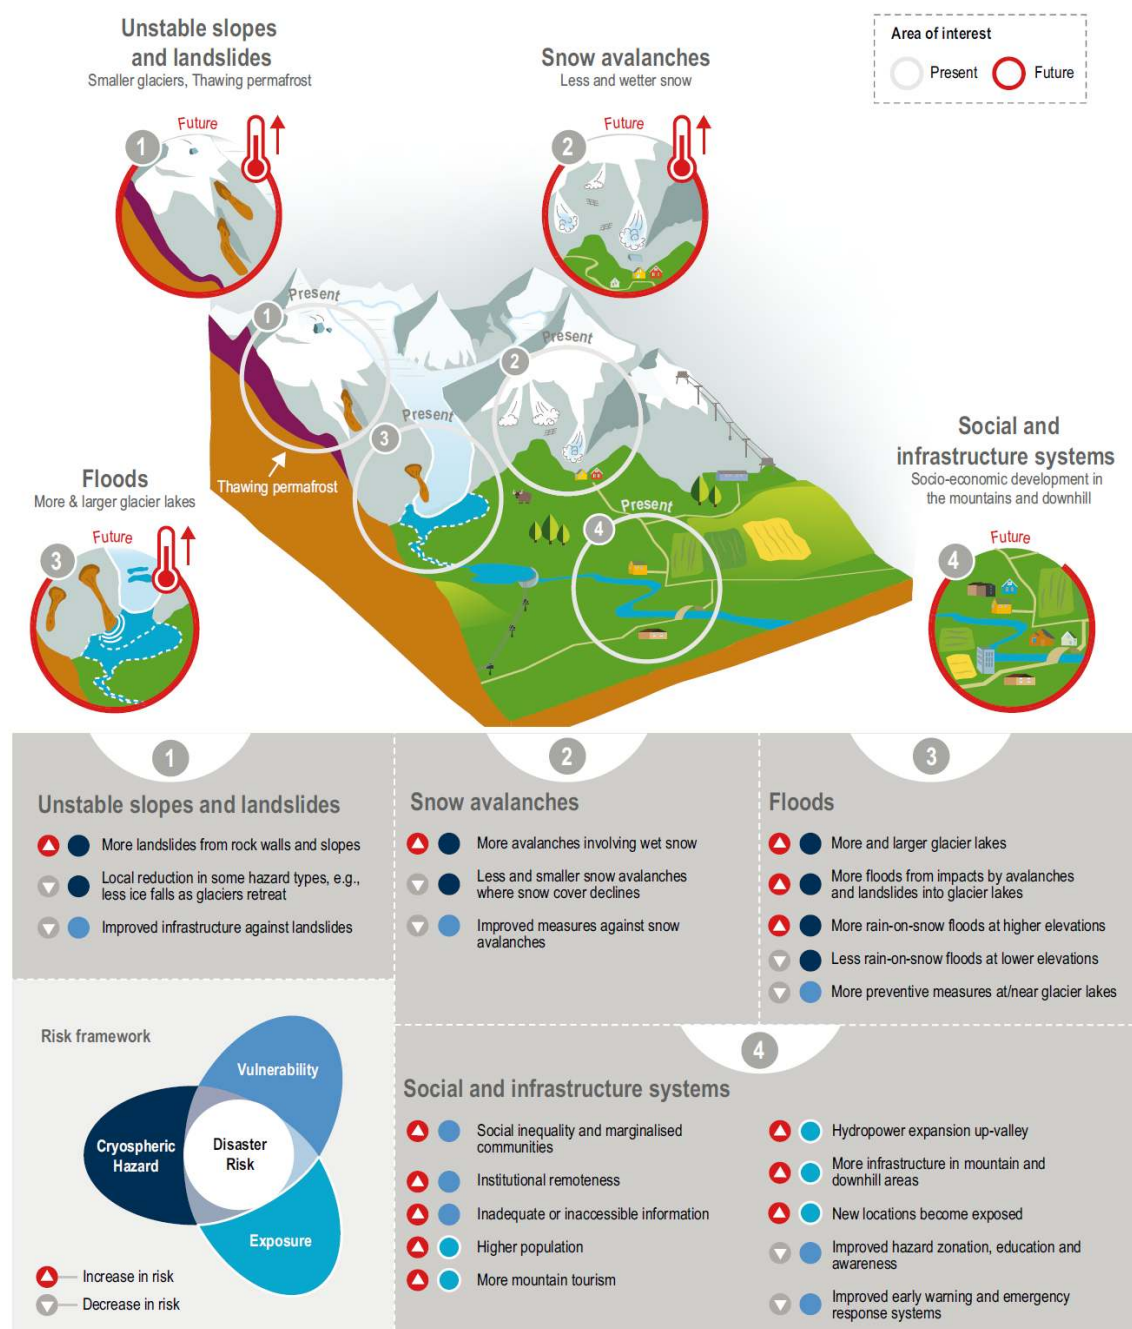 Unstable slopes
and landslides
Smaller glaciers, Thawing permafrost
Snow avalanches
Less and wetter snow
Area of interest
Present
Future
1
Future
2
Future
1
Present
2
Present
3
Present
Thawing permafrost
4
Present
Floods
More & larger glacier lakes
3
Future
Social and
infrastructure systems
Socio-economic development in
the mountains and downhill
4
Future
1
Unstable slopes and landslides
More landslides from rock walls and slopes
Local reduction in some hazard types, e.g.,
less ice falls as glaciers retreat
Improved infrastructure against landslides
2
Snow avalanches
More avalanches involving wet snow
Less and smaller snow avalanches
where snow cover declines
Improved measures against snow
avalanches
3
Floods
More and larger glacier lakes
More floods from impacts by avalanches
and landslides into glacier lakes
More rain-on-snow floods at higher elevations
Less rain-on-snow floods at lower elevations
More preventive measures at/near glacier lakes
Risk framework
Vulnerability
Cryospheric
Hazard
Disaster
Risk
Exposure
Increase in risk
Decrease in risk
4
Social and infrastructure systems
Social inequality and marginalised
communities
Institutional remoteness
Inadequate or inaccessible information
Higher population
More mountain tourism
Hydropower expansion up-valley
More infrastructure in mountain and
downhill areas
New locations become exposed
Improved hazard zonation, education and
awareness
Improved early warning and emergency
response systems